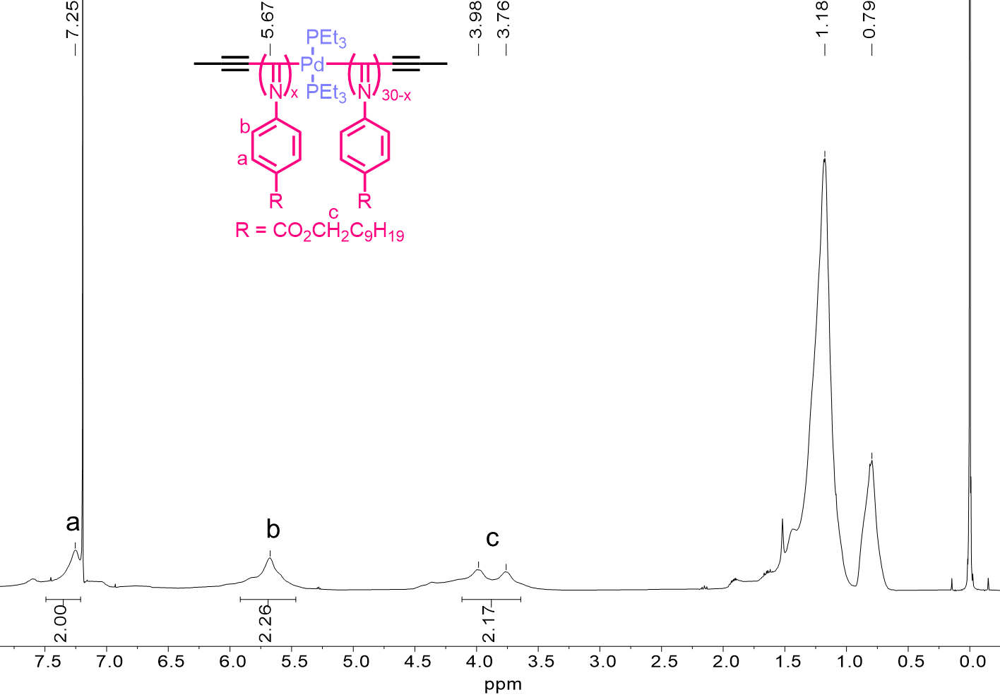 7.25
5.67
3.98
3.76
1.18
0.79
PEt3
Pd
PEt3
N x
N 30-x
b
a
R
R
c
R = CO2CH2C9H19
a
b
c
2.00
2.26
2.17
7.5 7.0 6.5 6.0 5.5 5.0 4.5 4.0 3.5 3.0 2.5 2.0 1.5 1.0 0.5 0.0
ppm